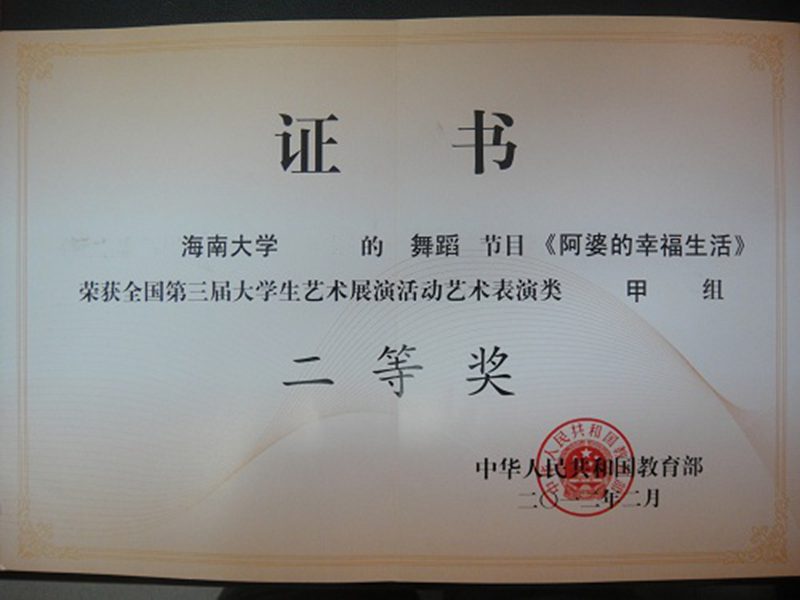 证书
海南大学 的 舞蹈 节目《阿婆的幸福生活》
荣获全国第三届大学生艺术展演活动艺术表演类 甲 组
二等奖
中华人民共和国教育部
二〇一二年二月